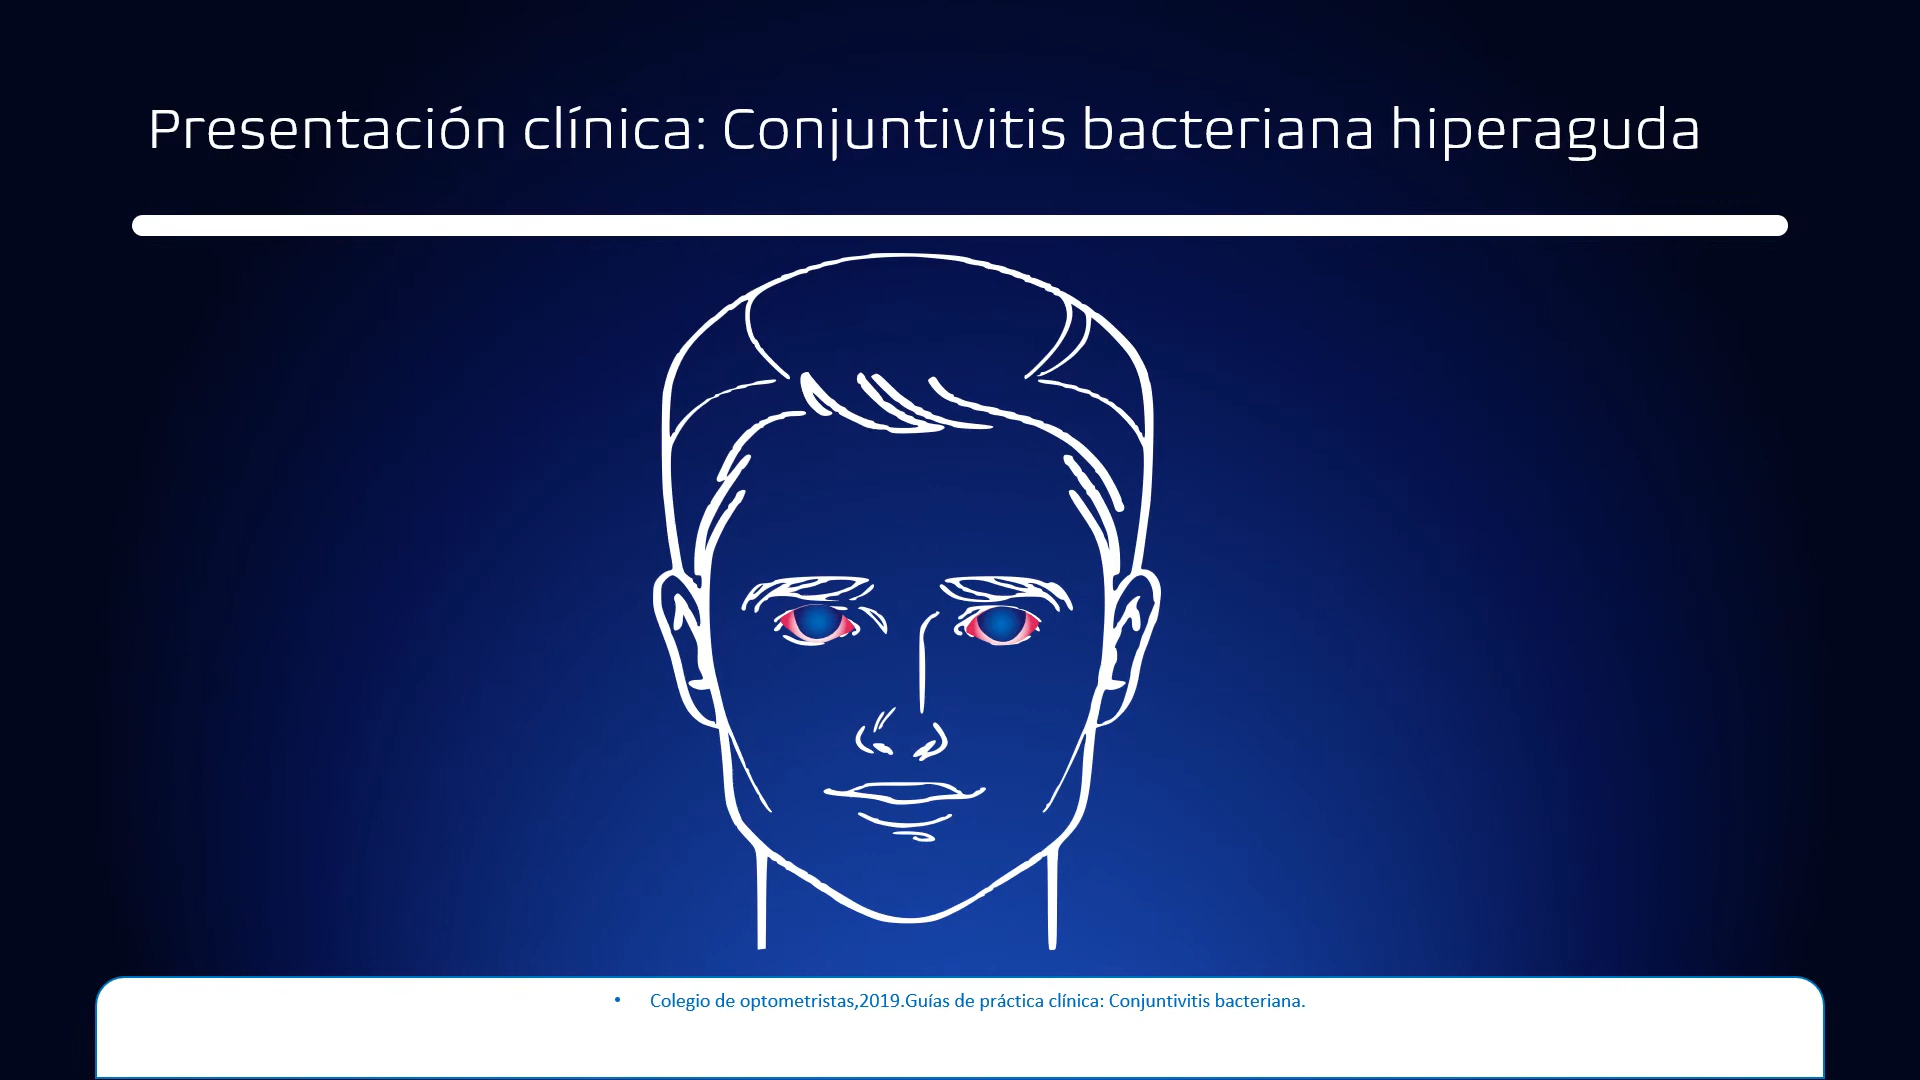 Presentación clínica: Conjuntivitis bacteriana hiperaguda
• Colegio de optometristas,2019.Guías de práctica clínica: Conjuntivitis bacteriana.